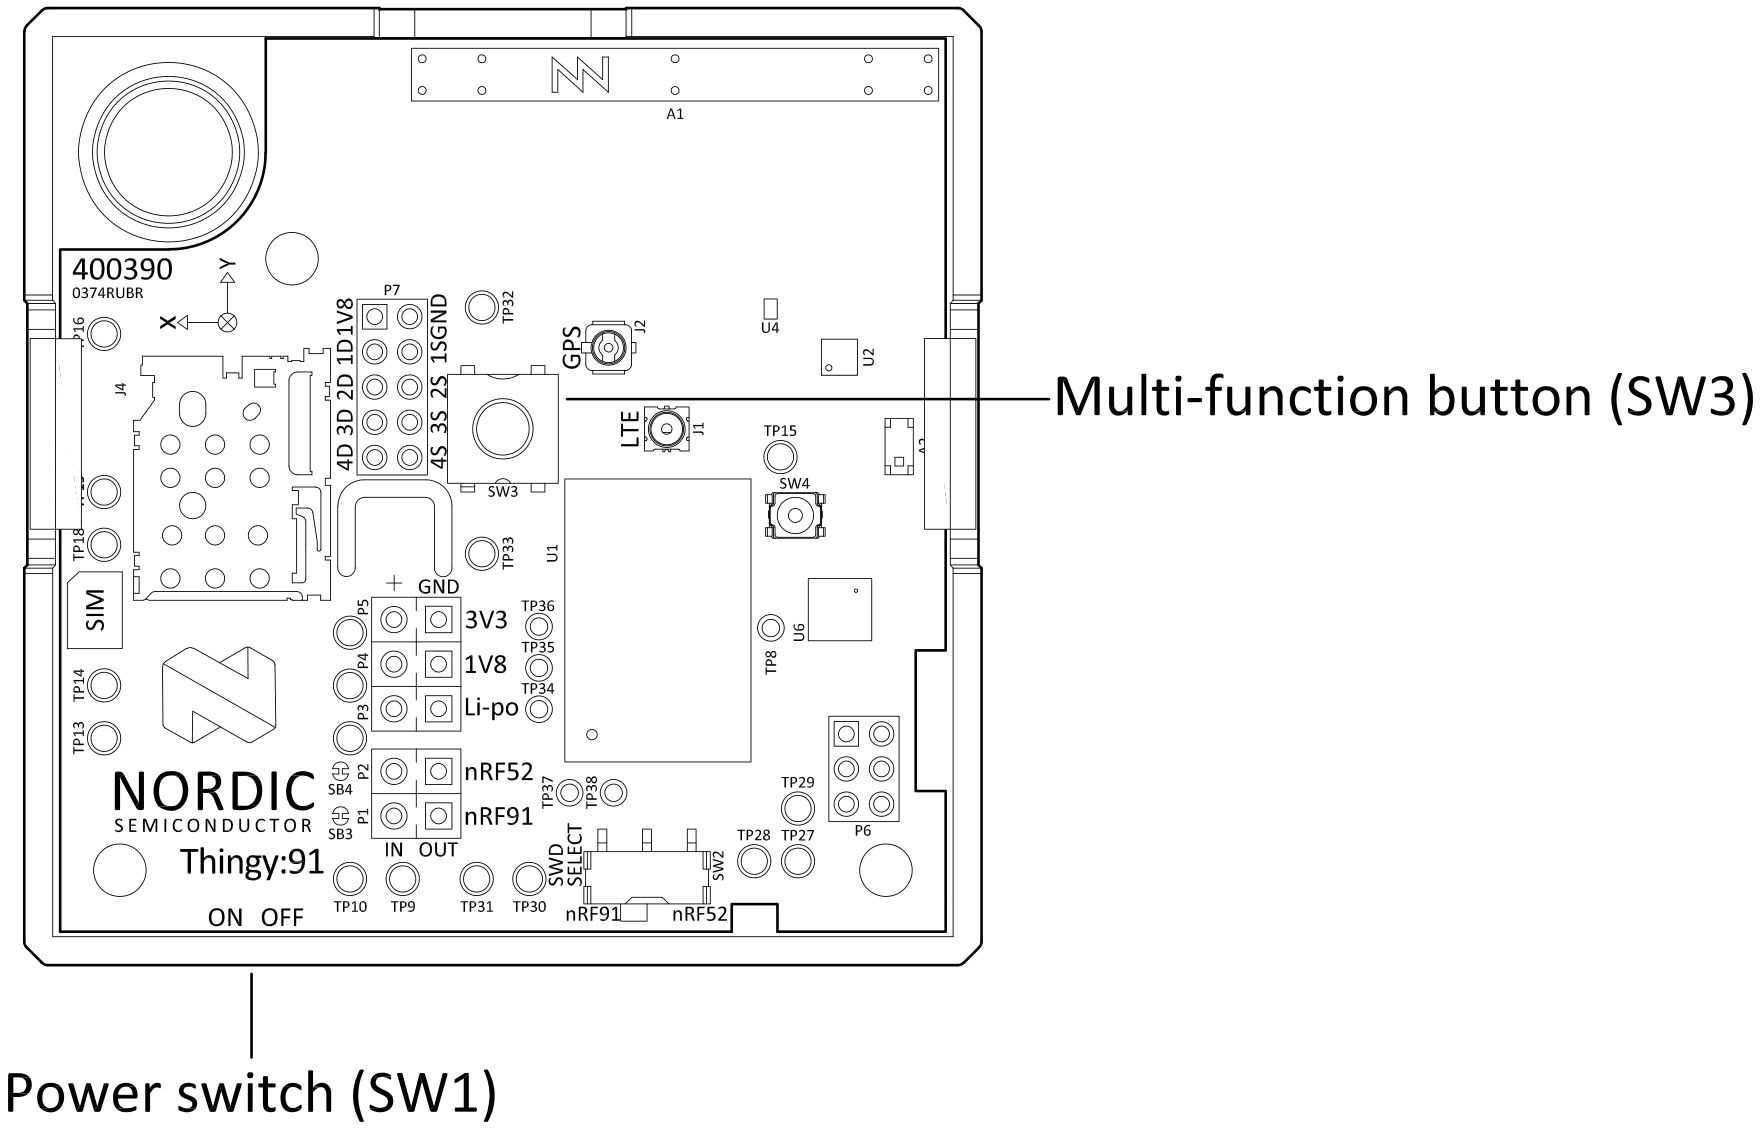 A1
400390
0374RUBR
Y
X
P7
1V8
GND
1D
1S
2D
2S
3D
3S
4D
4S
TP32
GPS
J2
U4
U2
J4
Multi-function button (SW3)
LTE
J1
TP15
SW3
SW4
TP18
TP33
U1
+ GND
SIM
P5
3V3
TP36
U6
TP8
P4
1V8
TP35
TP14
P3
Li-po
TP34
TP13
NORDIC
SEMICONDUCTOR
Thingy:91
SB4
P2
nRF52
SB3
P1
nRF91
IN OUT
TP37
TP38
TP29
P6
TP28
TP27
SWD
SELECT
SW2
TP10
TP9
TP31
TP30
nRF91
nRF52
ON OFF
Power switch (SW1)